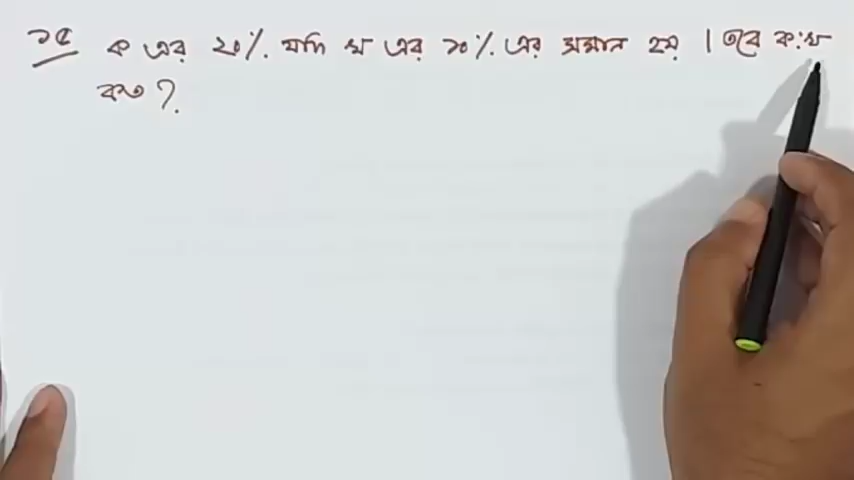 ১৫ ক এর ২০%. যদি খ এর ১০%. এর সমান হয় । তবে ক:খ
কত ?